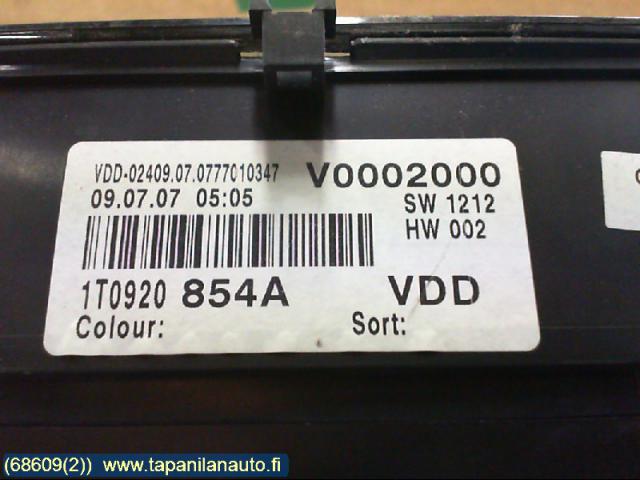 VDD-02409.07.0777010347 V0002000
09.07.07 05:05 SW 1212
HW 002
1T0920 854A VDD
Colour: Sort:
(68609(2)) www.tapanilanauto.fi